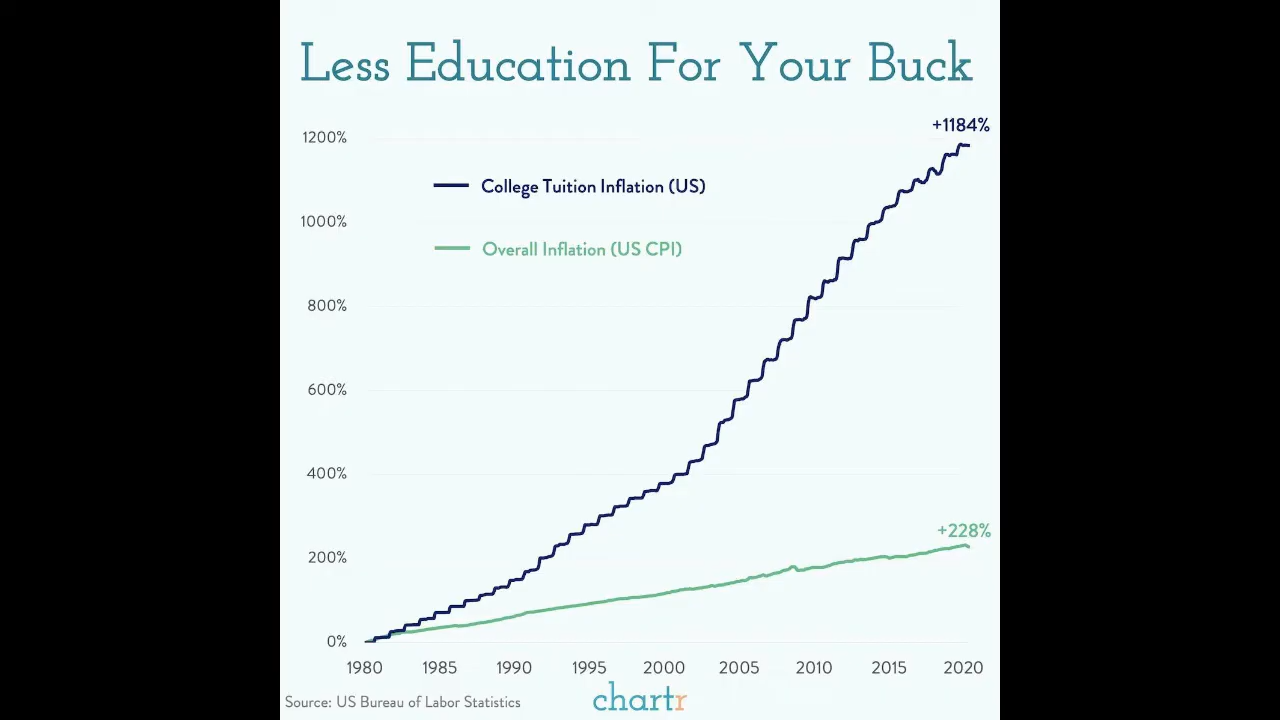 Less Education For Your Buck
+1184%
1200%
College Tuition Inflation (US)
1000%
Overall Inflation (US CPI)
800%
600%
400%
+228%
200%
0%
1980 1985 1990 1995 2000 2005 2010 2015 2020
Source: US Bureau of Labor Statistics
chartr